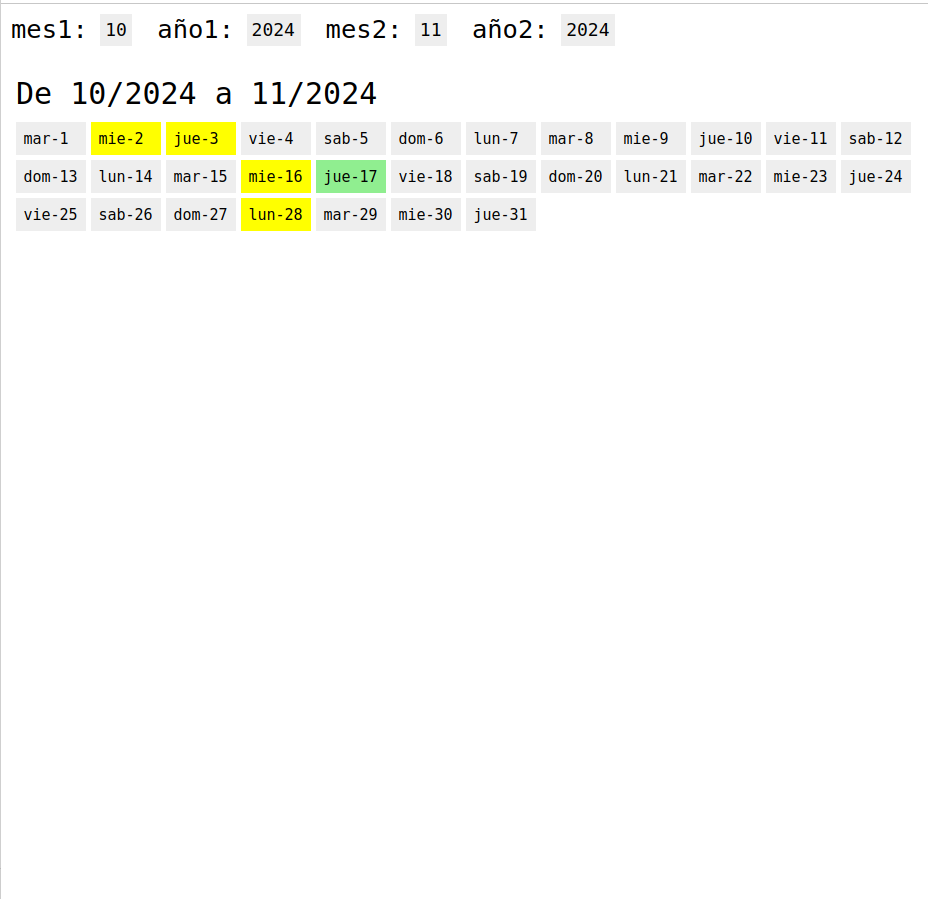 mes1: 10 año1: 2024 mes2: 11 año2: 2024
De 10/2024 a 11/2024
mar-1 mie-2 jue-3 vie-4 sab-5 dom-6 lun-7 mar-8 mie-9 jue-10 vie-11 sab-12
dom-13 lun-14 mar-15 mie-16 jue-17 vie-18 sab-19 dom-20 lun-21 mar-22 mie-23 jue-24
vie-25 sab-26 dom-27 lun-28 mar-29 mie-30 jue-31